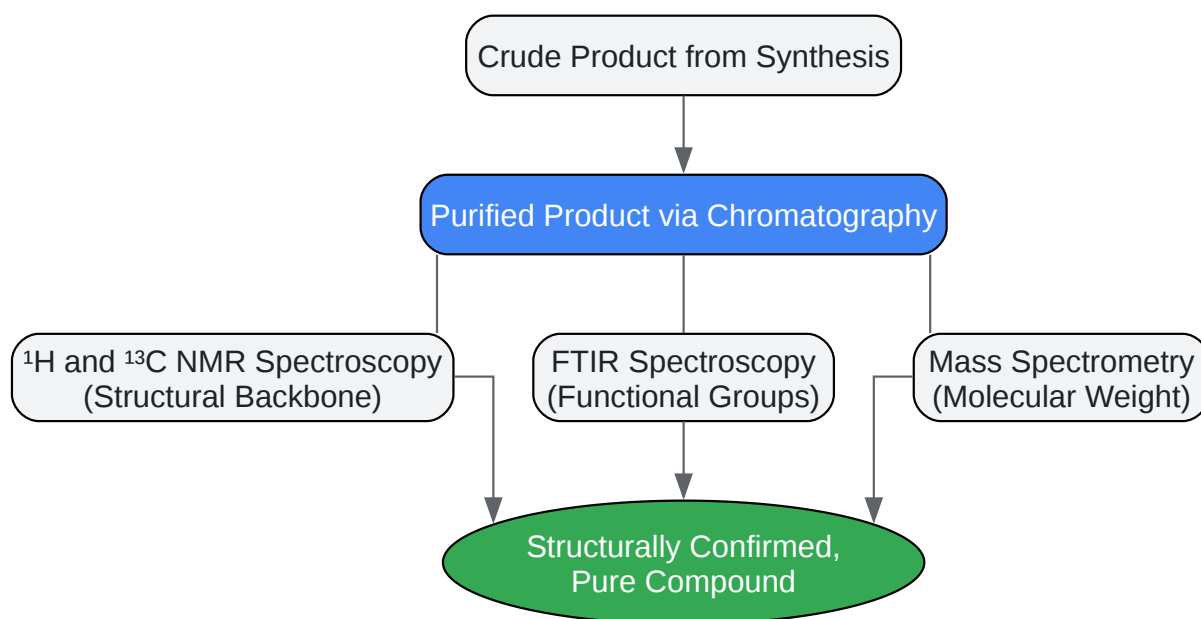 Crude Product from Synthesis
Purified Product via Chromatography
¹H and ¹³C NMR Spectroscopy
(Structural Backbone)
FTIR Spectroscopy
(Functional Groups)
Mass Spectrometry
(Molecular Weight)
Structurally Confirmed,
Pure Compound